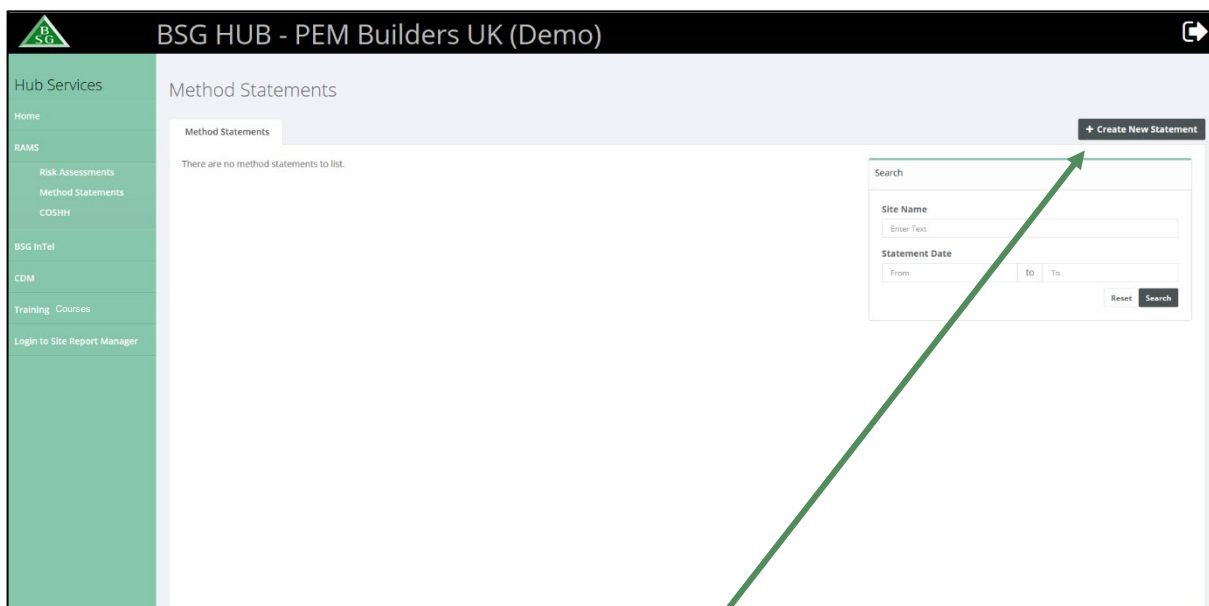 B
SG
BSG HUB - PEM Builders UK (Demo)
Hub Services
Home
RAMS
Risk Assessments
Method Statements
COSHH
BSG InTel
CDM
Training Courses
Login to Site Report Manager
Method Statements
Method Statements
+ Create New Statement
There are no method statements to list.
Search
Site Name
Enter Text
Statement Date
From to To
Reset Search